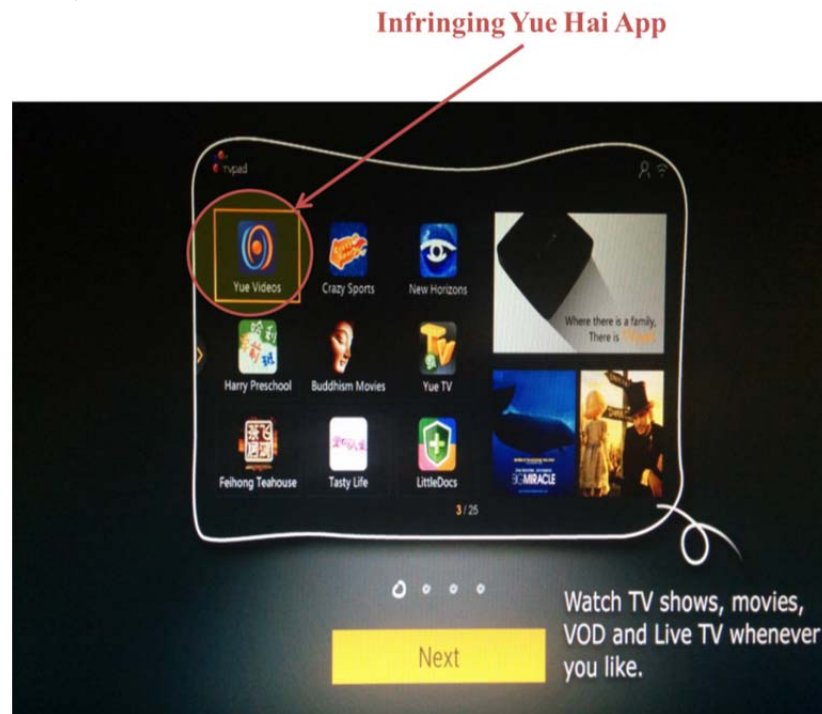 Infringing Yue Hai App
tvpad
Yue Videos
Crazy Sports
New Horizons
Where there is a family,
There is
Harry Preschool
Buddhism Movies
TV
Yue TV
Feihong Teahouse
Tasty Life
LittleDocs
MIRACLE
3 / 25
Watch TV shows, movies,
VOD and Live TV whenever
you like.
Next